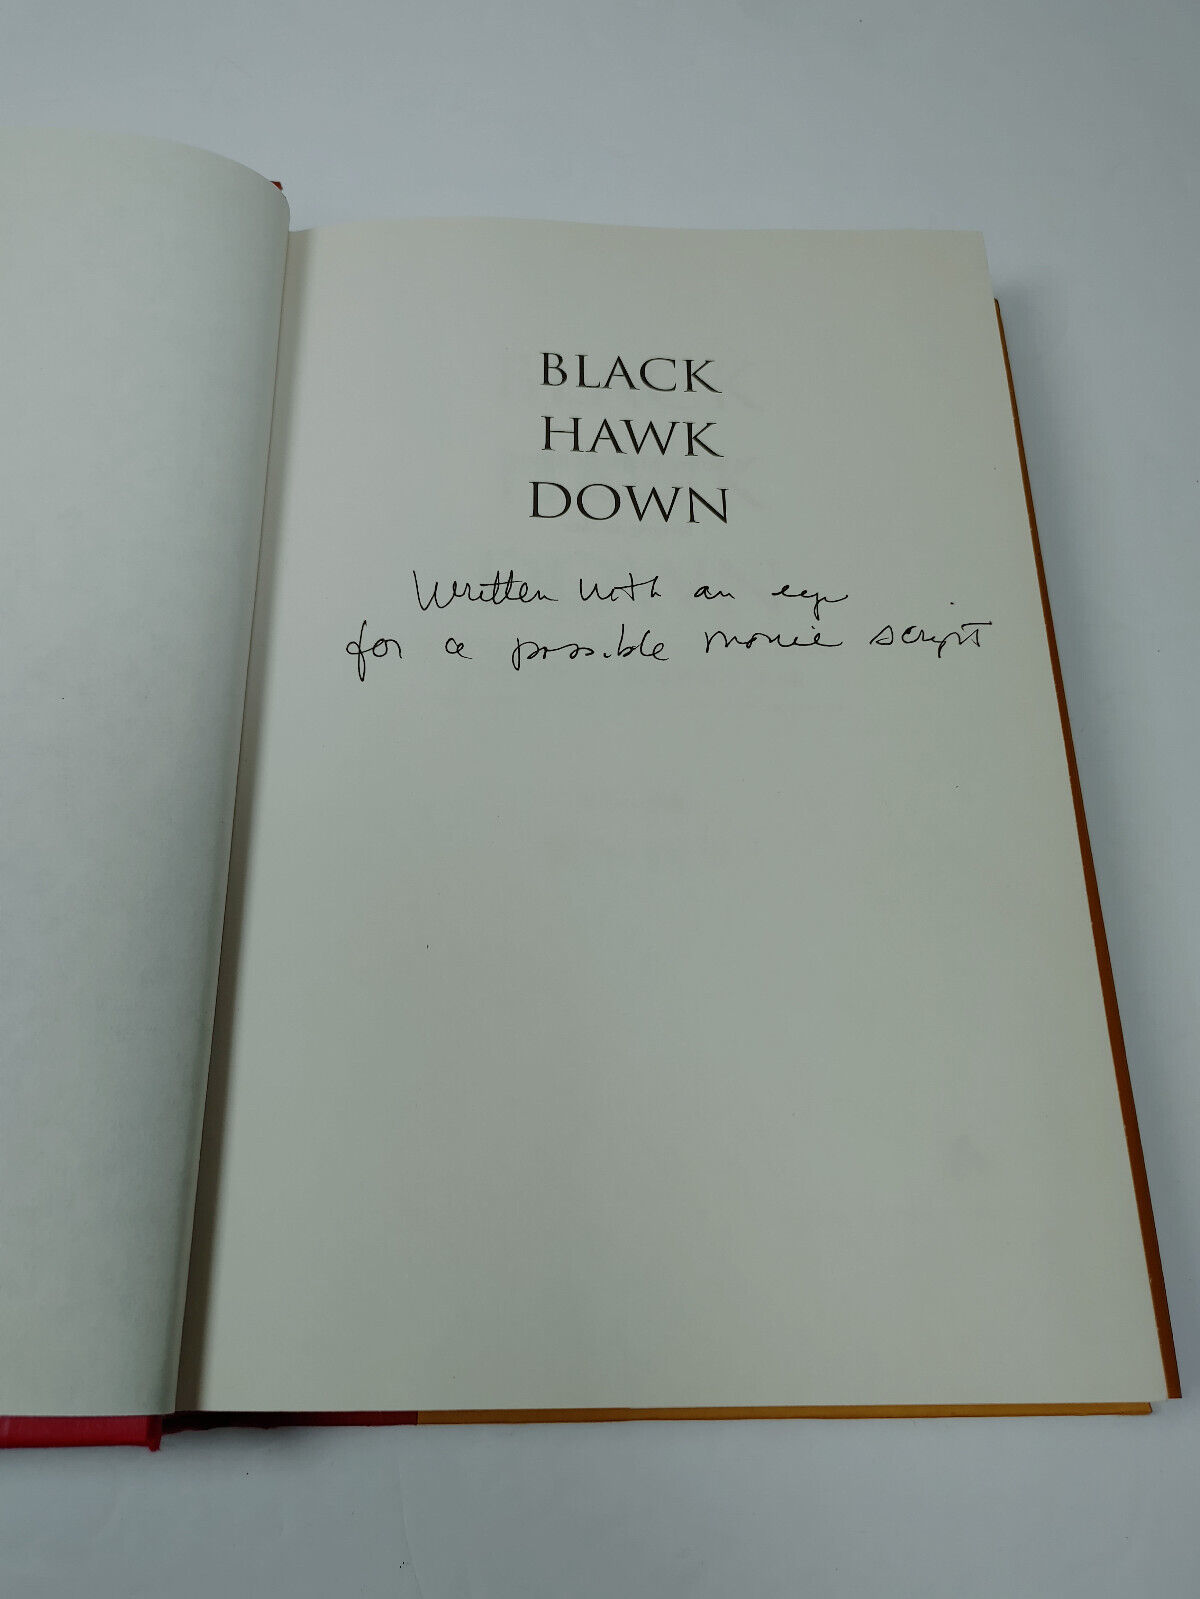 BLACK
HAWK
DOWN
Written with an eye
for a possible movie script